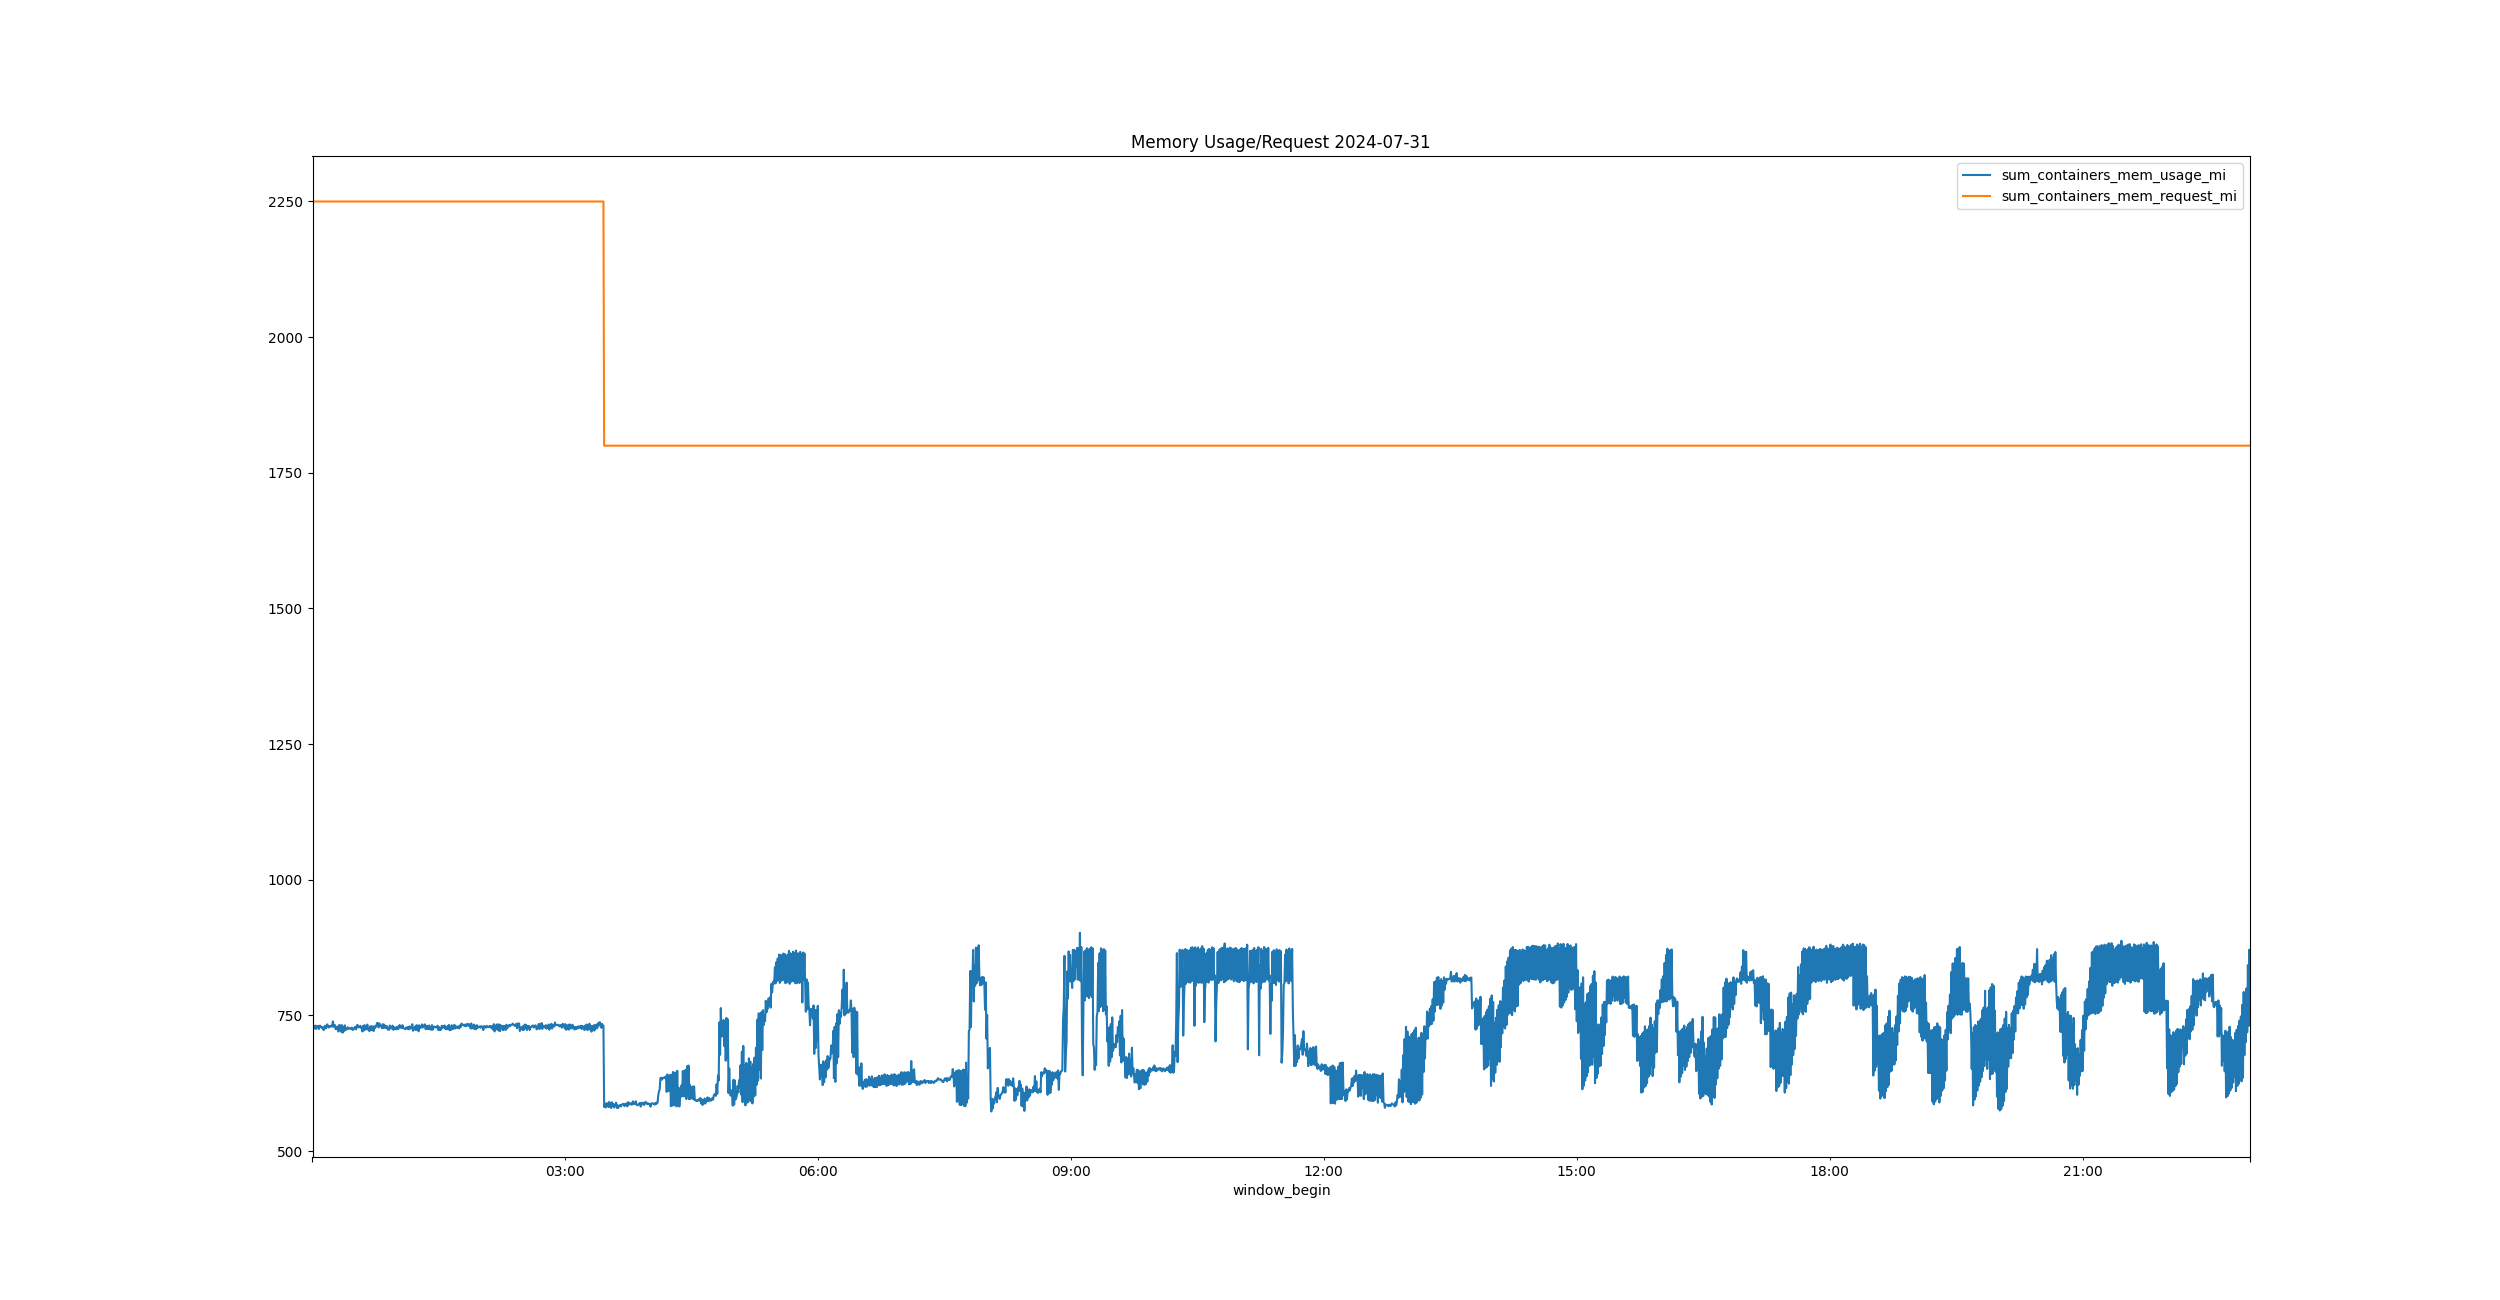 Memory Usage/Request 2024-07-31
sum_containers_mem_usage_mi
sum_containers_mem_request_mi
2250
2000
1750
1500
1250
1000
750
500
03:00 06:00 09:00 12:00 15:00 18:00 21:00
window_begin